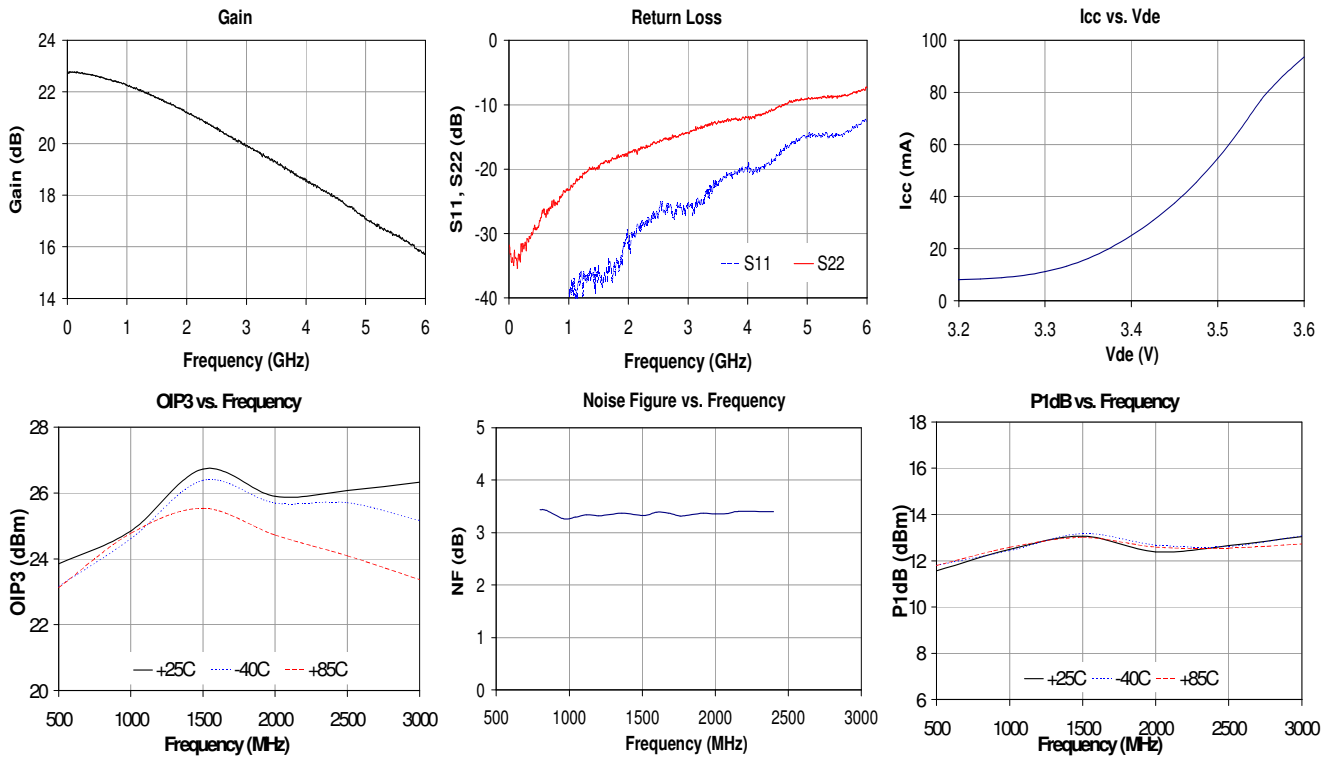 Gain
24
22
20
18
16
14
Gain (dB)
0 1 2 3 4 5 6
Frequency (GHz)
Return Loss
0
-10
-20
-30
-40
S11, S22 (dB)
S11 S22
0 1 2 3 4 5 6
Frequency (GHz)
Icc vs. Vde
100
80
60
40
20
0
Icc (mA)
3.2 3.3 3.4 3.5 3.6
Vde (V)
OIP3 vs. Frequency
28
26
24
22
20
OIP3 (dBm)
+25C -40C +85C
500 1000 1500 2000 2500 3000
Frequency (MHz)
Noise Figure vs. Frequency
5
4
3
2
1
0
NF (dB)
500 1000 1500 2000 2500 3000
Frequency (MHz)
P1dB vs. Frequency
18
16
14
12
10
8
6
P1dB (dBm)
+25C -40C +85C
500 1000 1500 2000 2500 3000
Frequency (MHz)